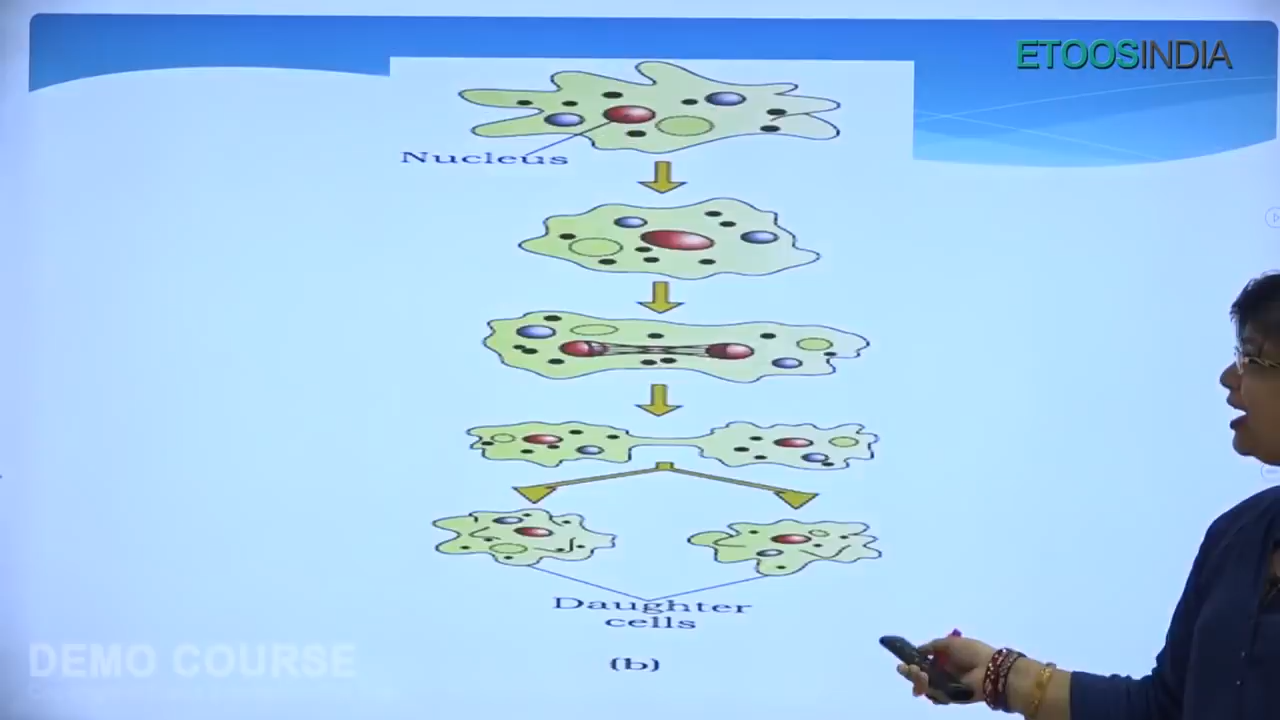 ETOOSINDIA
Nucleus
Daughter
cells
(b)
DEMO COURSE